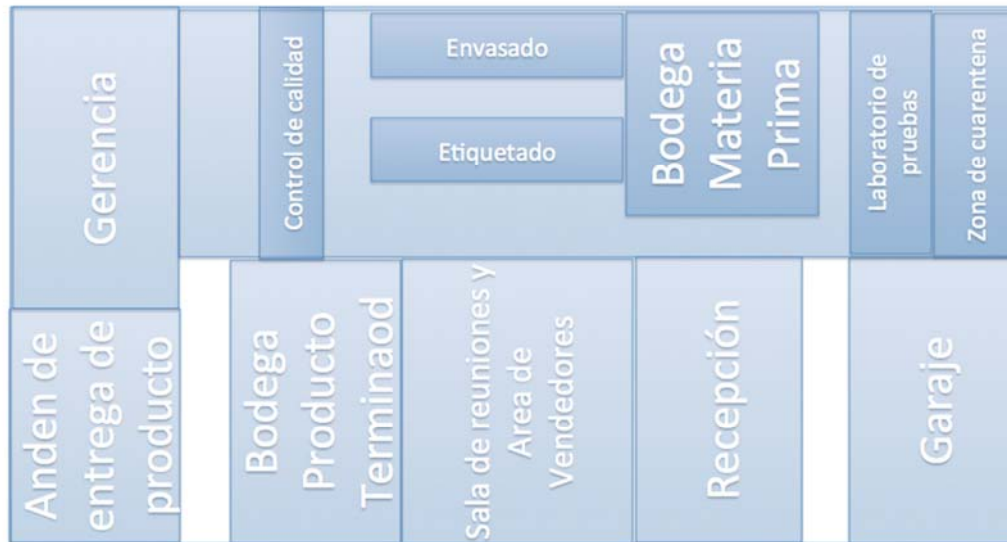 Gerencia
Control de calidad
Envasado
Etiquetado
Bodega
Materia
Prima
Laboratorio de
pruebas
Zona de cuarentena
Anden de
entrega de
producto
Bodega
Producto
Terminaod
Sala de reuniones y
Area de
Vendedores
Recepción
Garaje